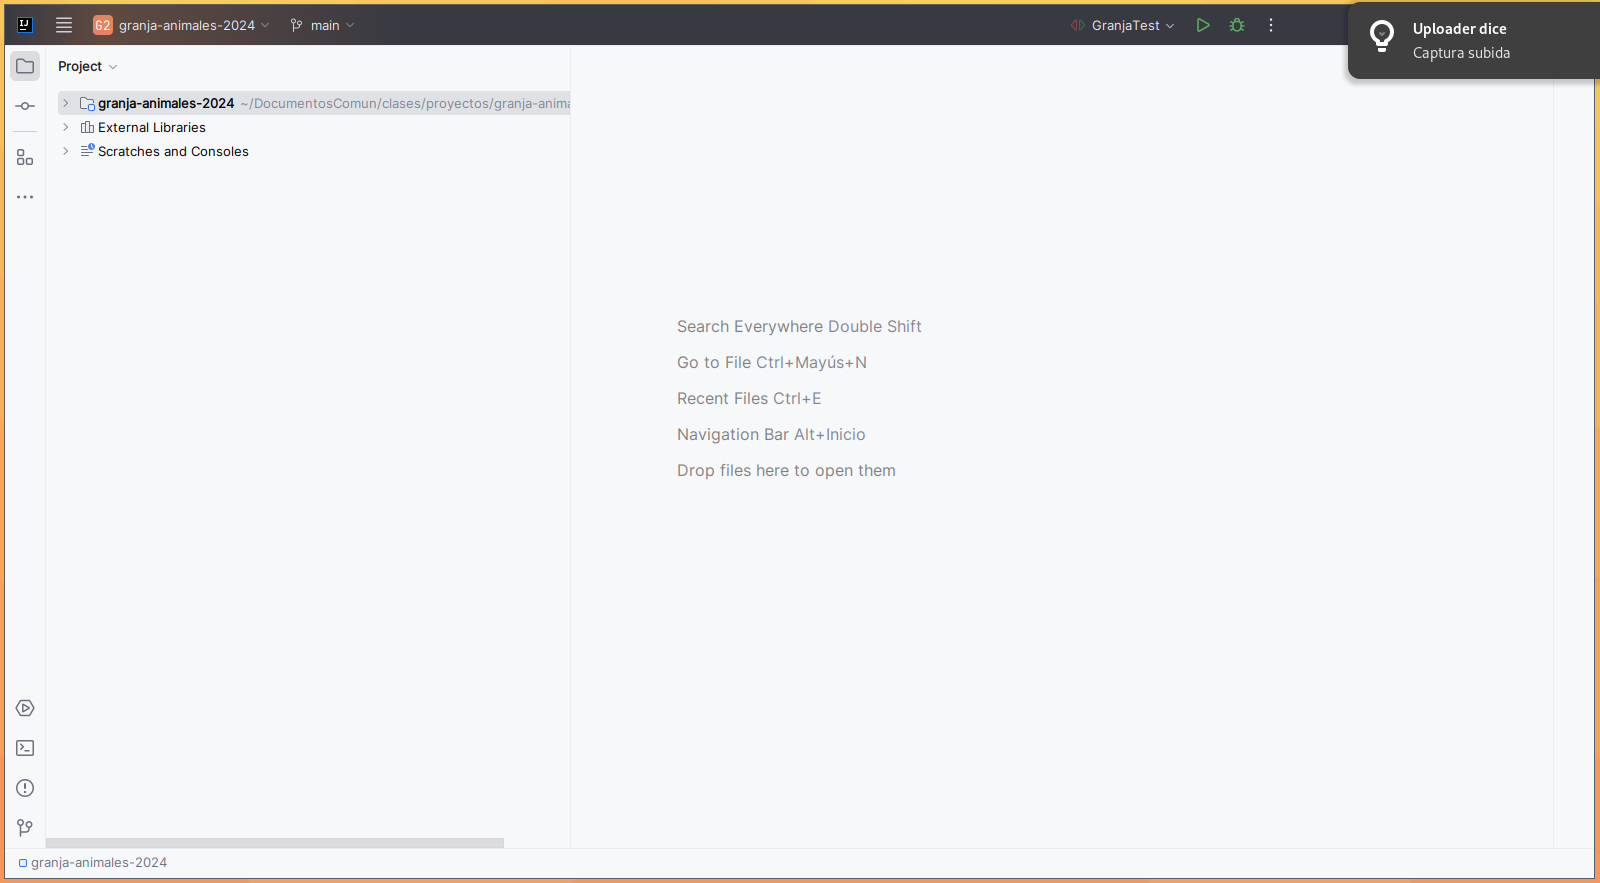 IJ
G2 granja-animales-2024 main GranjaTest
Uploader dice
Captura subida
Project
granja-animales-2024 ~/DocumentosComun/clases/proyectos/granja-anima
External Libraries
Scratches and Consoles
Search Everywhere Double Shift
Go to File Ctrl+Mayús+N
Recent Files Ctrl+E
Navigation Bar Alt+Inicio
Drop files here to open them
granja-animales-2024